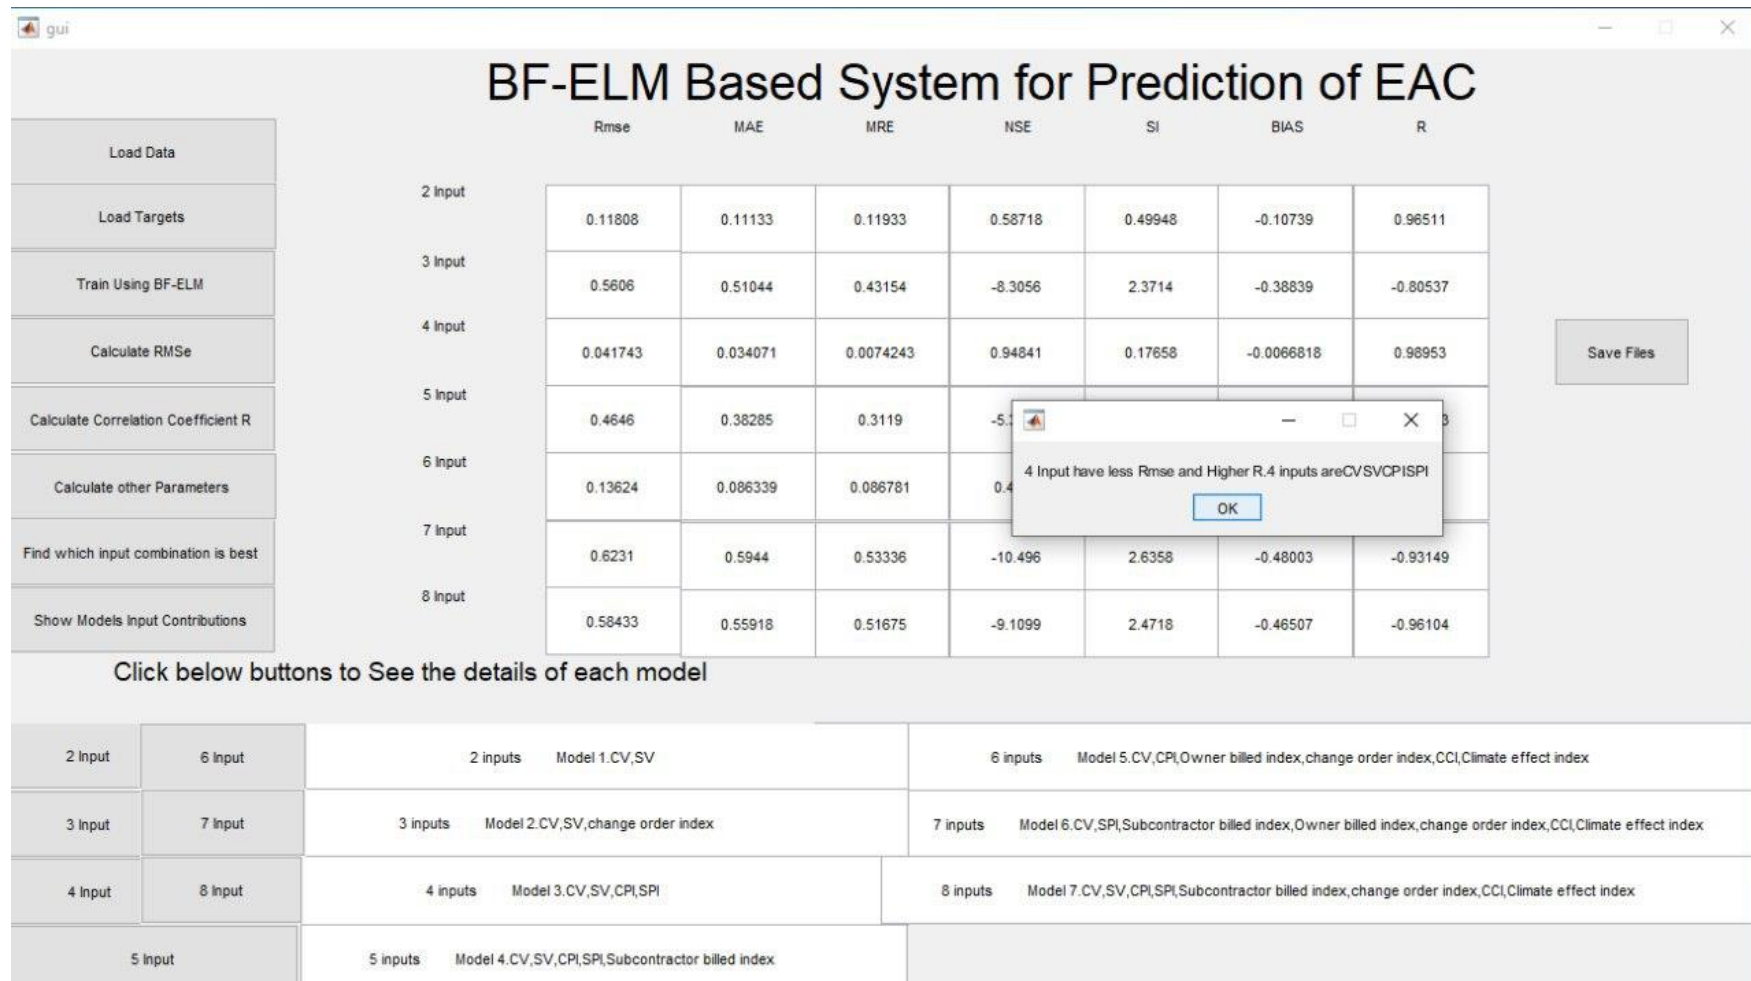 gui
BF-ELM Based System for Prediction of EAC
Rmse MAE MRE NSE SI BIAS R
Load Data
Load Targets
Train Using BF-ELM
Calculate RMSe
Calculate Correlation Coefficient R
Calculate other Parameters
Find which input combination is best
Show Models Input Contributions
2 Input 0.11808 0.11133 0.11933 0.58718 0.49948 -0.10739 0.96511
3 Input 0.5606 0.51044 0.43154 -8.3056 2.3714 -0.38839 -0.80537
4 Input 0.041743 0.034071 0.0074243 0.94841 0.17658 -0.0066818 0.98953
5 Input 0.4646 0.38285 0.3119
6 Input 0.13624 0.086339 0.086781
7 Input 0.6231 0.5944 0.53336 -10.496 2.6358 -0.48003 -0.93149
8 Input 0.58433 0.55918 0.51675 -9.1099 2.4718 -0.46507 -0.96104
Save Files
4 Input have less Rmse and Higher R.4 inputs areCVSVCPISPI
OK
Click below buttons to See the details of each model
2 Input 6 Input 2 inputs Model 1.CV,SV 6 inputs Model 5.CV,CPI,Owner billed index,change order index,CCI,Climate effect index
3 Input 7 Input 3 inputs Model 2.CV,SV,change order index 7 inputs Model 6.CV,SPI,Subcontractor billed index,Owner billed index,change order index,CCI,Climate effect index
4 Input 8 Input 4 inputs Model 3.CV,SV,CPI,SPI 8 inputs Model 7.CV,SV,CPI,SPI,Subcontractor billed index,change order index,CCI,Climate effect index
5 Input 5 inputs Model 4.CV,SV,CPI,SPI,Subcontractor billed index